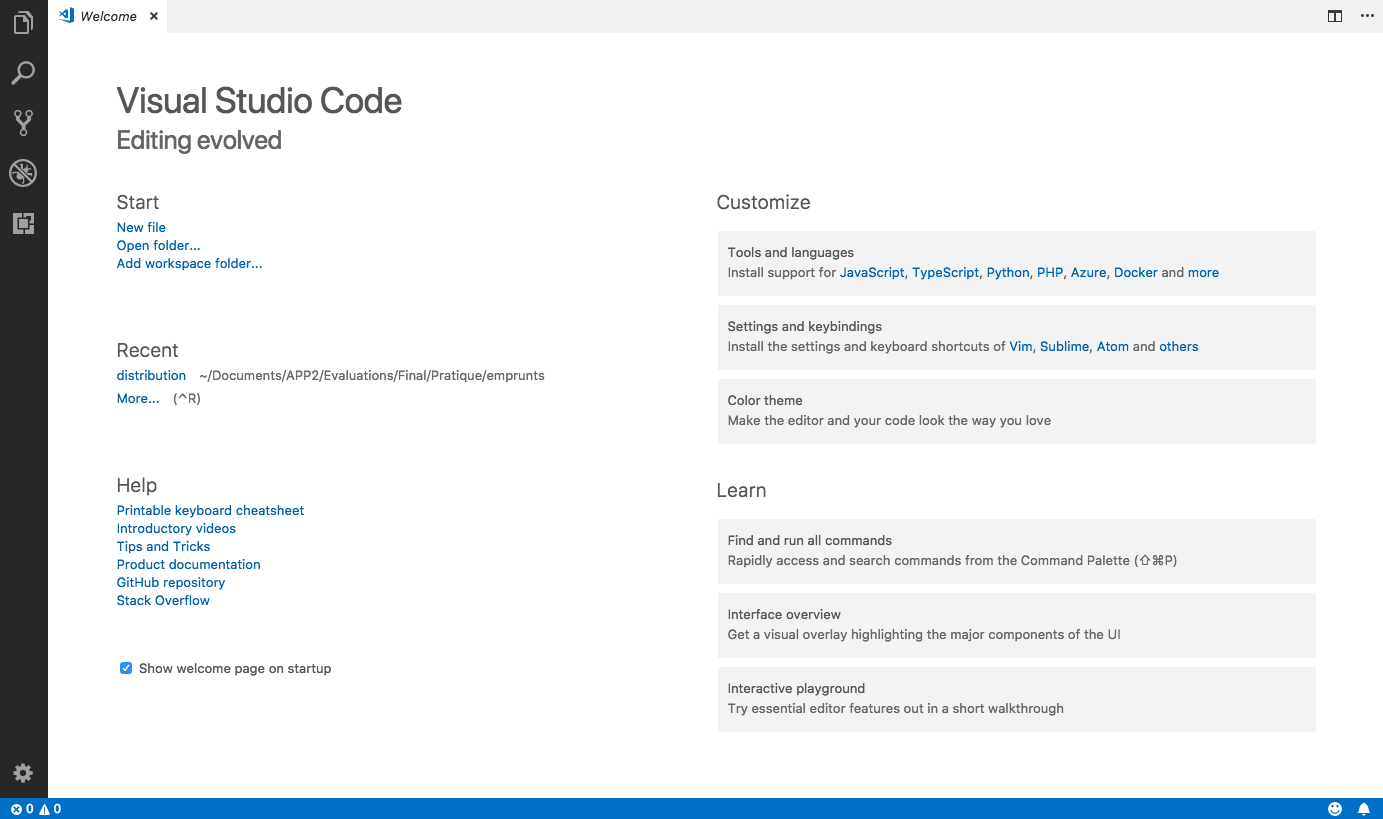 Welcome ×
Visual Studio Code
Editing evolved
Start
New file
Open folder...
Add workspace folder...
Recent
distribution ~/Documents/APP2/Evaluations/Final/Pratique/emprunts
More... (^R)
Help
Printable keyboard cheatsheet
Introductory videos
Tips and Tricks
Product documentation
GitHub repository
Stack Overflow
Show welcome page on startup
Customize
Tools and languages
Install support for JavaScript, TypeScript, Python, PHP, Azure, Docker and more
Settings and keybindings
Install the settings and keyboard shortcuts of Vim, Sublime, Atom and others
Color theme
Make the editor and your code look the way you love
Learn
Find and run all commands
Rapidly access and search commands from the Command Palette (⇧⌘P)
Interface overview
Get a visual overlay highlighting the major components of the UI
Interactive playground
Try essential editor features out in a short walkthrough
0 0